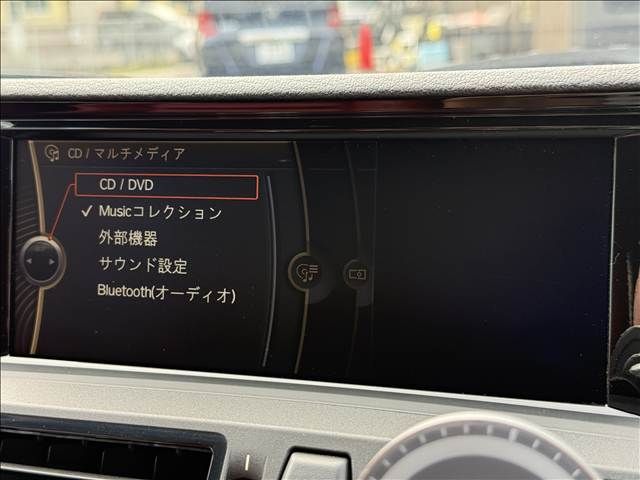 CD / マルチメディア
CD / DVD
Musicコレクション
外部機器
サウンド設定
Bluetooth(オーディオ)